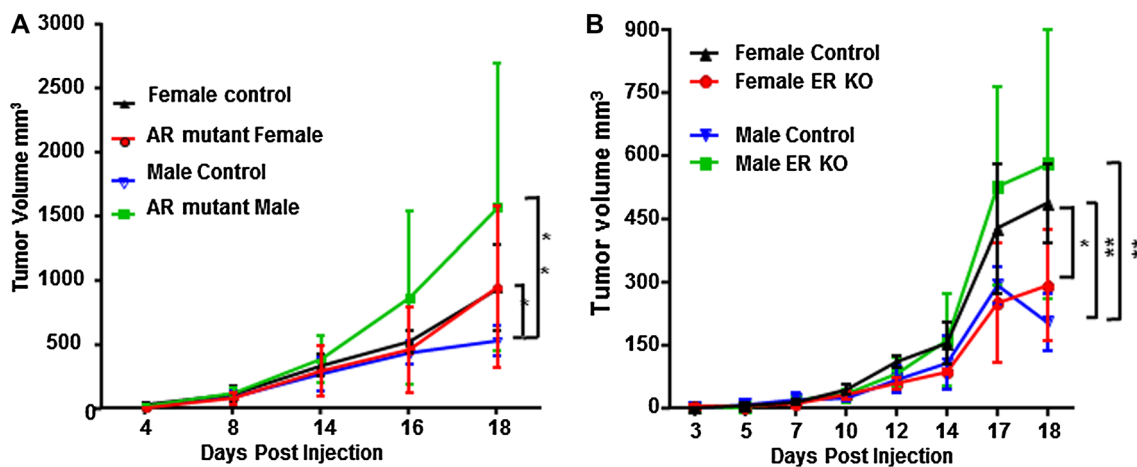 A
3000
2500
2000
1500
1000
500
0
Tumor Volume mm³
Female control
AR mutant Female
Male Control
AR mutant Male
*
* *
4 8 14 16 18
Days Post Injection
B
900
750
600
450
300
150
0
Tumor volume mm³
Female Control
Female ER KO
Male Control
Male ER KO
*
**
**
3 5 7 10 12 14 17 18
Days Post Injection